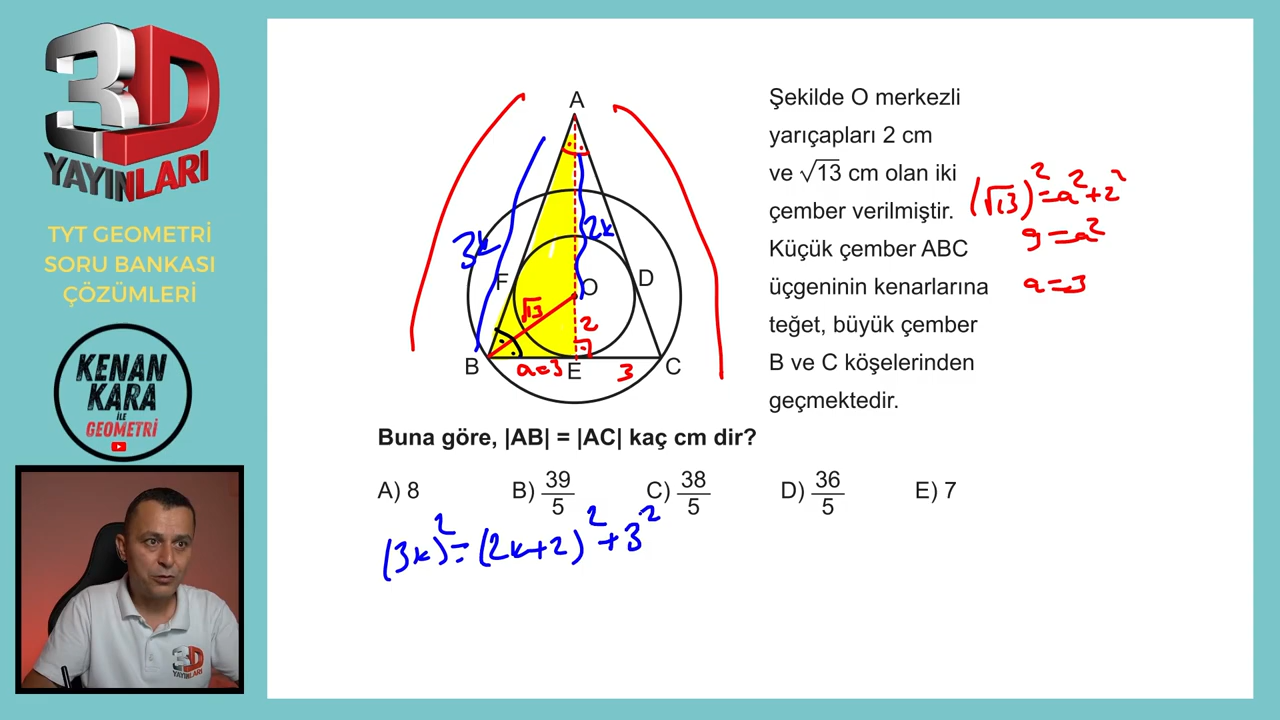 3D
YAYINLARI
TYT GEOMETRİ
SORU BANKASI
ÇÖZÜMLERİ
KENAN
KARA
İLE
GEOMETRİ
3D
YAYINLARI
A
3k
2k
F
O
D
√13
2
B
a=3
E
3
C
Şekilde O merkezli
yarıçapları 2 cm
ve √13 cm olan iki
çember verilmiştir.
Küçük çember ABC
üçgeninin kenarlarına
teğet, büyük çember
B ve C köşelerinden
geçmektedir.
(√13)²=a²+2²
9=a²
a=3
Buna göre, |AB| = |AC| kaç cm dir?
A) 8 B) 39/5 C) 38/5 D) 36/5 E) 7
(3k)²=(2k+2)²+3²